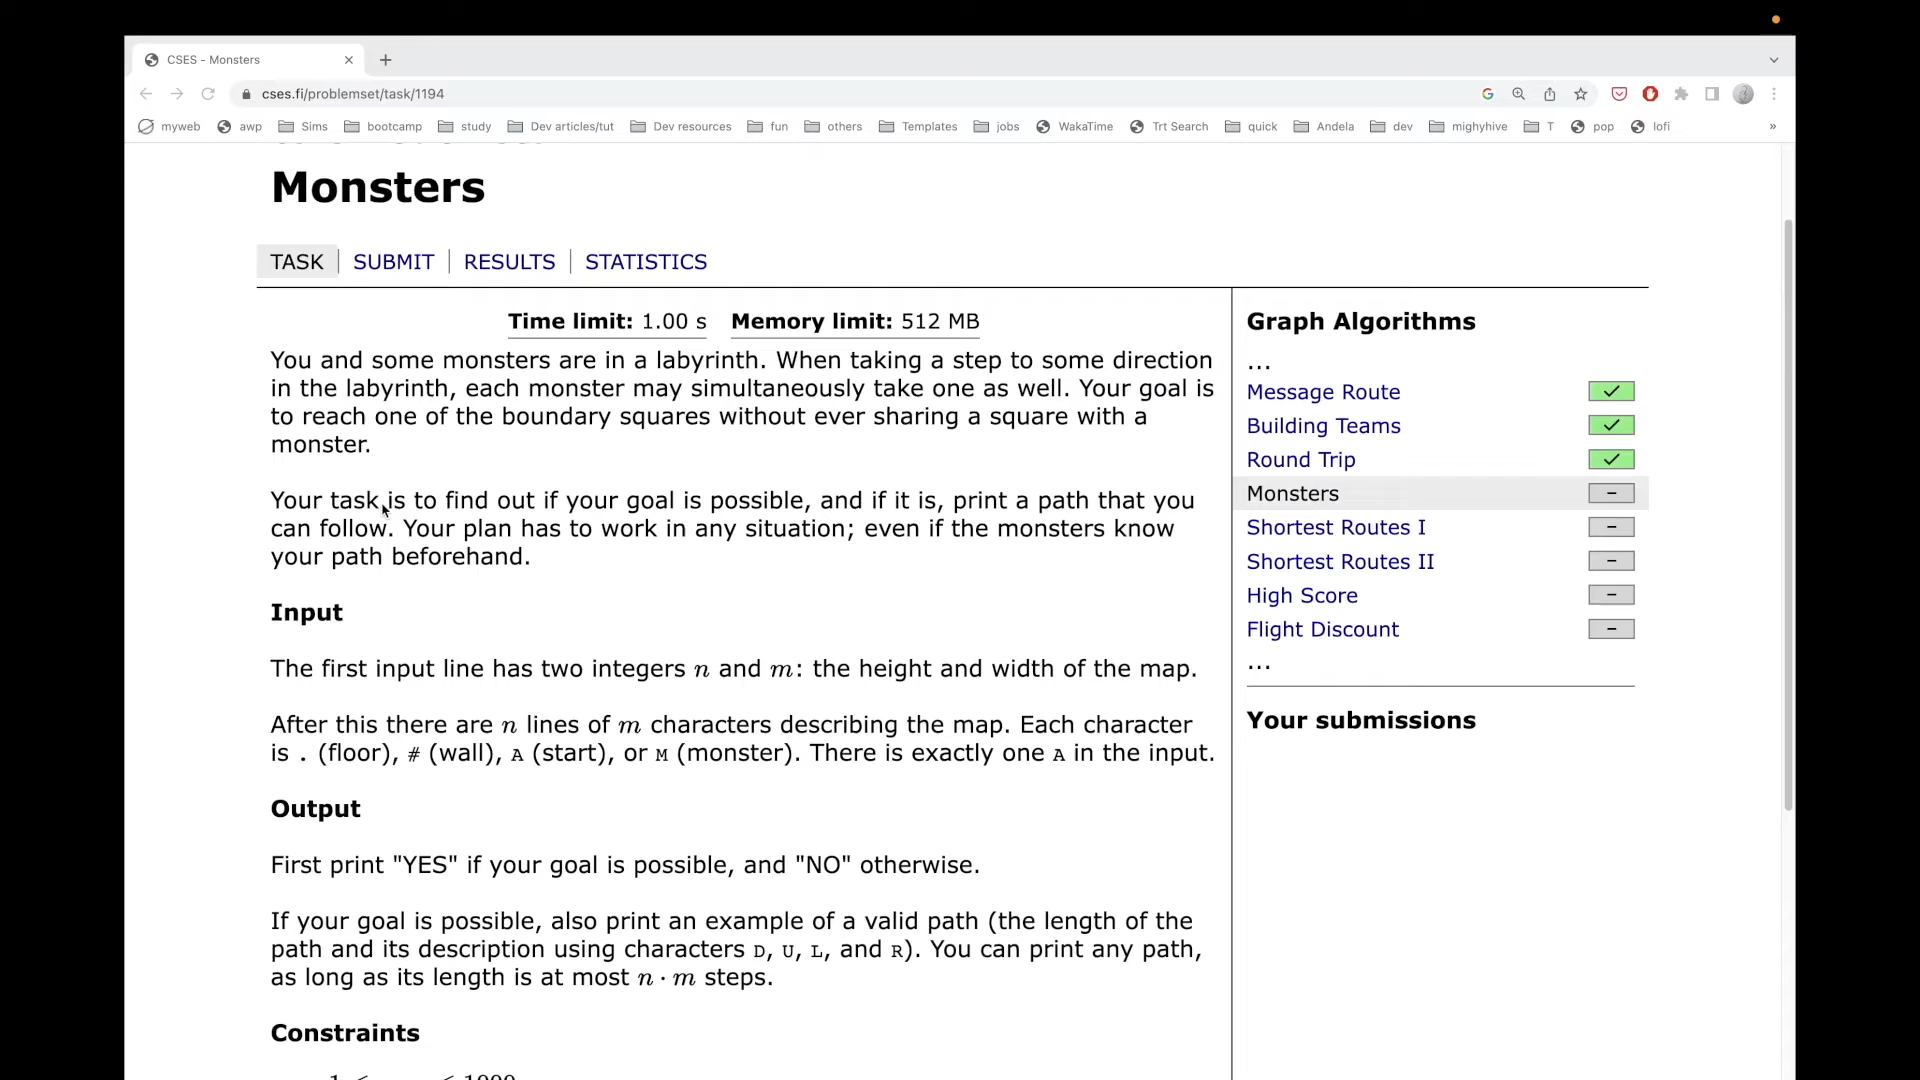 CSES - Monsters
cses.fi/problemset/task/1194
myweb awp Sims bootcamp study Dev articles/tut Dev resources fun others Templates jobs WakaTime Trt Search quick Andela dev mighyhive T pop lofi »
Monsters
TASK SUBMIT RESULTS STATISTICS
Time limit: 1.00 s Memory limit: 512 MB
You and some monsters are in a labyrinth. When taking a step to some direction
in the labyrinth, each monster may simultaneously take one as well. Your goal is
to reach one of the boundary squares without ever sharing a square with a
monster.
Your task is to find out if your goal is possible, and if it is, print a path that you
can follow. Your plan has to work in any situation; even if the monsters know
your path beforehand.
Input
The first input line has two integers n and m: the height and width of the map.
After this there are n lines of m characters describing the map. Each character
is . (floor), # (wall), A (start), or M (monster). There is exactly one A in the input.
Output
First print "YES" if your goal is possible, and "NO" otherwise.
If your goal is possible, also print an example of a valid path (the length of the
path and its description using characters D, U, L, and R). You can print any path,
as long as its length is at most n · m steps.
Constraints
Graph Algorithms
...
Message Route
Building Teams
Round Trip
Monsters –
Shortest Routes I –
Shortest Routes II –
High Score –
Flight Discount –
...
Your submissions